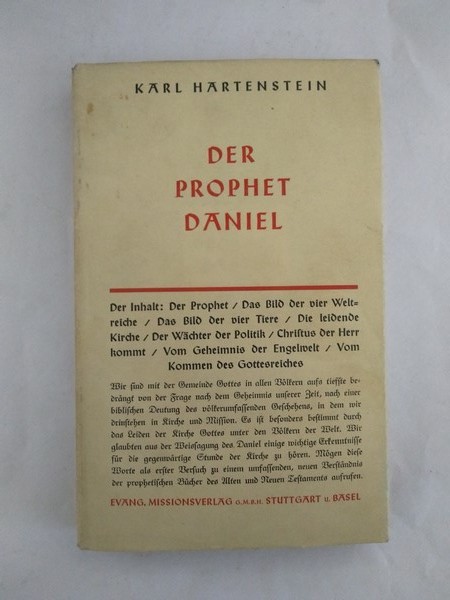 KARL HARTENSTEIN
DER
PROPHET
DANIEL
Der Inhalt: Der Prophet / Das Bild der vier Welt=
reiche / Das Bild der vier Tiere / Die leidende
Kirche / Der Wächter der Politik / Christus der Herr
kommt / Vom Geheimnis der Engelwelt / Vom
Kommen des Gottesreiches
Wir sind mit der Gemeinde Gottes in allen Völkern aufs tiefste be=
drängt von der Frage nach dem Geheimnis unserer Zeit, nach einer
biblischen Deutung des völkerumfassenden Geschehens, in dem wir
drinstehen in Kirche und Mission. Es ist besonders bestimmt durch
das Leiden der Kirche Gottes unter den Völkern der Welt. Wir
glaubten aus der Weissagung des Daniel einige wichtige Erkenntnisse
für die gegenwärtige Stunde der Kirche zu hören. Mögen diese
Worte als erster Versuch zu einem umfassenden, neuen Verständnis
der prophetischen Bücher des Alten und Neuen Testaments aufrufen.
EVANG. MISSIONSVERLAG G.M.B.H. STUTTGART u. BASEL